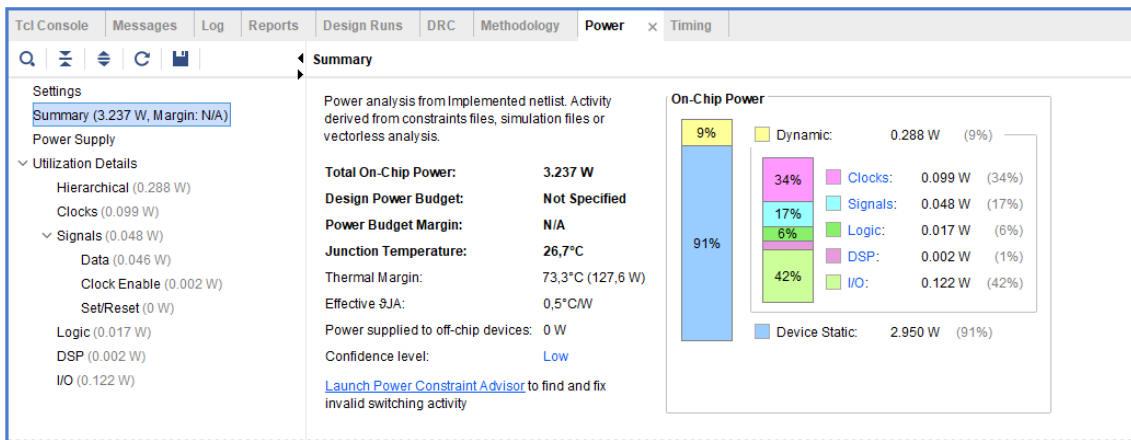 Tcl Console Messages Log Reports Design Runs DRC Methodology Power × Timing
Summary
Settings
Summary (3.237 W, Margin: N/A)
Power Supply
Utilization Details
Hierarchical (0.288 W)
Clocks (0.099 W)
Signals (0.048 W)
Data (0.046 W)
Clock Enable (0.002 W)
Set/Reset (0 W)
Logic (0.017 W)
DSP (0.002 W)
I/O (0.122 W)
Power analysis from Implemented netlist. Activity
derived from constraints files, simulation files or
vectorless analysis.
Total On-Chip Power: 3.237 W
Design Power Budget: Not Specified
Power Budget Margin: N/A
Junction Temperature: 26,7°C
Thermal Margin: 73,3°C (127,6 W)
Effective ϑJA: 0,5°C/W
Power supplied to off-chip devices: 0 W
Confidence level: Low
Launch Power Constraint Advisor to find and fix
invalid switching activity
On-Chip Power
9% Dynamic: 0.288 W (9%)
34% Clocks: 0.099 W (34%)
17% Signals: 0.048 W (17%)
6% Logic: 0.017 W (6%)
DSP: 0.002 W (1%)
42% I/O: 0.122 W (42%)
91%
Device Static: 2.950 W (91%)